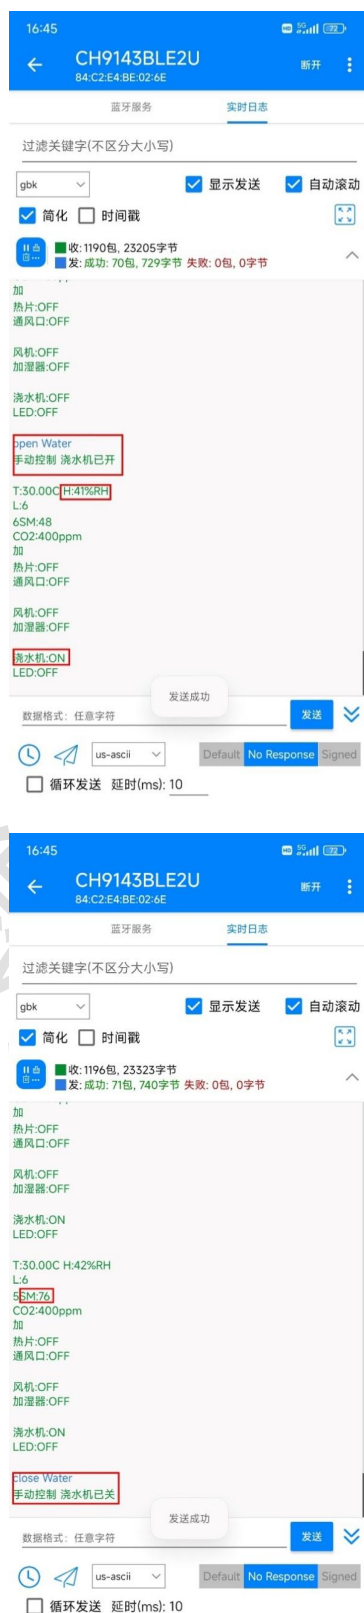 16:45
HD 5G 72
CH9143BLE2U
84:C2:E4:BE:02:6E
断开
蓝牙服务 实时日志
过滤关键字(不区分大小写)
gbk 显示发送 自动滚动
简化 时间戳
收: 1190包, 23205字节
发: 成功: 70包, 729字节 失败: 0包, 0字节
加
热片:OFF
通风口:OFF
风机:OFF
加湿器:OFF
浇水机:OFF
LED:OFF
open Water
手动控制 浇水机已开
T:30.00C H:41%RH
L:6
6SM:48
CO2:400ppm
加
热片:OFF
通风口:OFF
风机:OFF
加湿器:OFF
浇水机:ON
LED:OFF
发送成功
数据格式: 任意字符 发送
us-ascii Default No Response Signed
循环发送 延时(ms): 10
16:45
HD 5G 72
CH9143BLE2U
84:C2:E4:BE:02:6E
断开
蓝牙服务 实时日志
过滤关键字(不区分大小写)
gbk 显示发送 自动滚动
简化 时间戳
收: 1196包, 23323字节
发: 成功: 71包, 740字节 失败: 0包, 0字节
加
热片:OFF
通风口:OFF
风机:OFF
加湿器:OFF
浇水机:ON
LED:OFF
T:30.00C H:42%RH
L:6
5SM:76
CO2:400ppm
加
热片:OFF
通风口:OFF
风机:OFF
加湿器:OFF
浇水机:ON
LED:OFF
close Water
手动控制 浇水机已关
发送成功
数据格式: 任意字符 发送
us-ascii Default No Response Signed
循环发送 延时(ms): 10